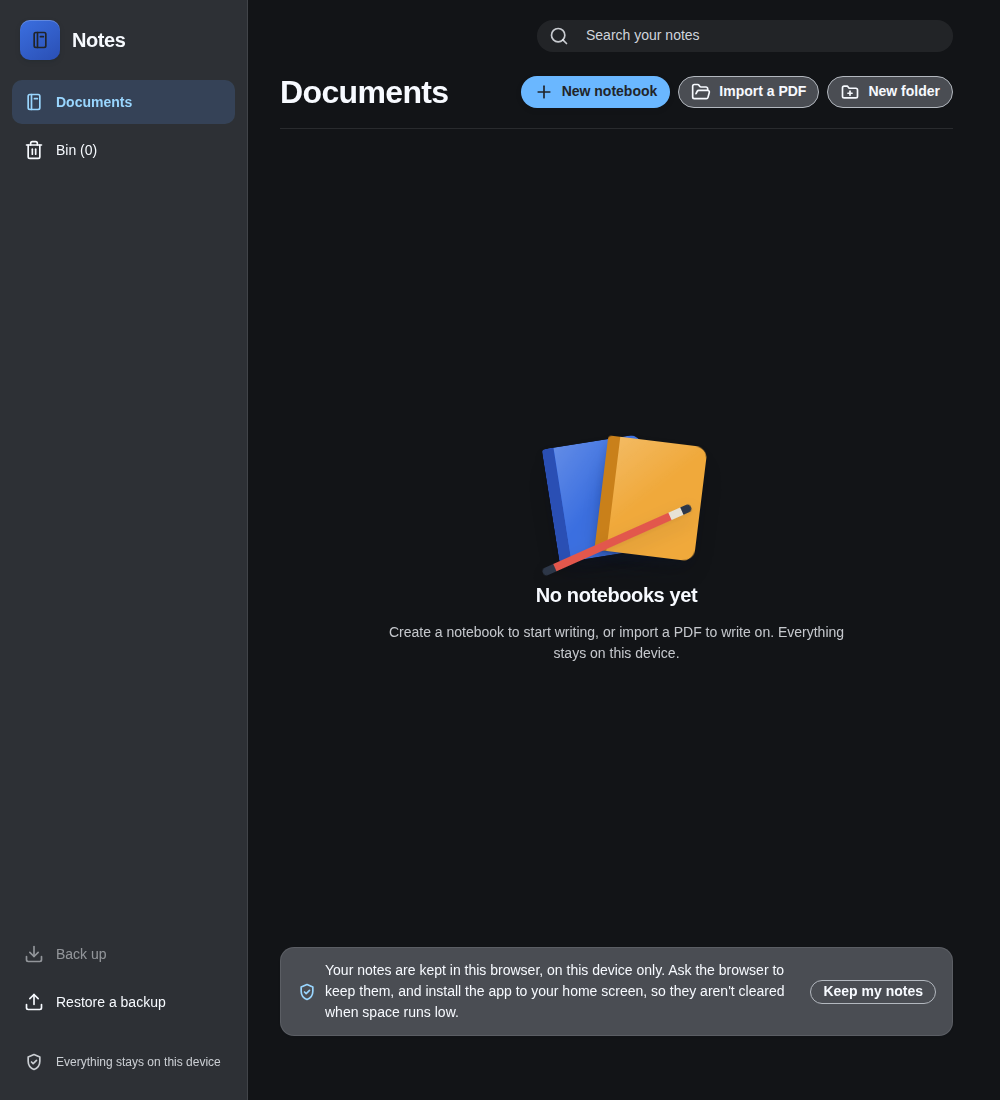 Notes
Documents
Bin (0)
Back up
Restore a backup
Everything stays on this device
Search your notes
Documents
New notebook
Import a PDF
New folder
No notebooks yet
Create a notebook to start writing, or import a PDF to write on. Everything
stays on this device.
Your notes are kept in this browser, on this device only. Ask the browser to
keep them, and install the app to your home screen, so they aren't cleared
when space runs low.
Keep my notes